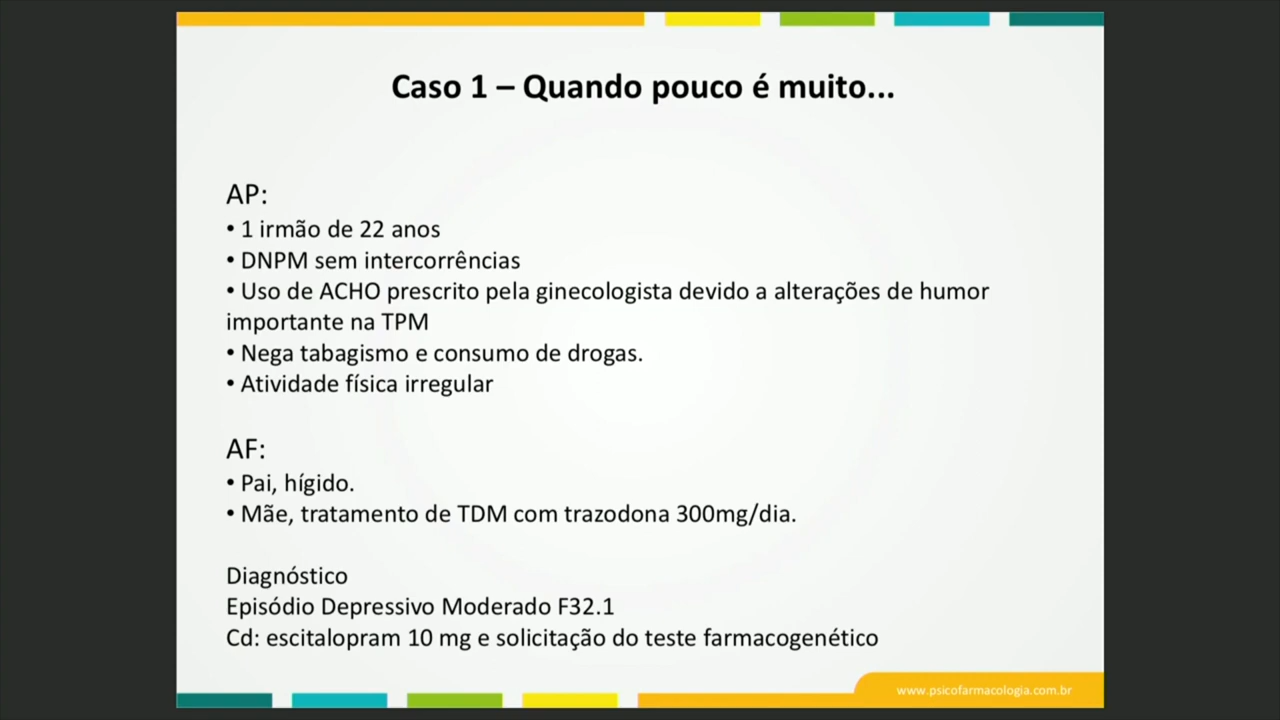 Caso 1 – Quando pouco é muito...
AP:
• 1 irmão de 22 anos
• DNPM sem intercorrências
• Uso de ACHO prescrito pela ginecologista devido a alterações de humor
importante na TPM
• Nega tabagismo e consumo de drogas.
• Atividade física irregular
AF:
• Pai, hígido.
• Mãe, tratamento de TDM com trazodona 300mg/dia.
Diagnóstico
Episódio Depressivo Moderado F32.1
Cd: escitalopram 10 mg e solicitação do teste farmacogenético
www.psicofarmacologia.com.br